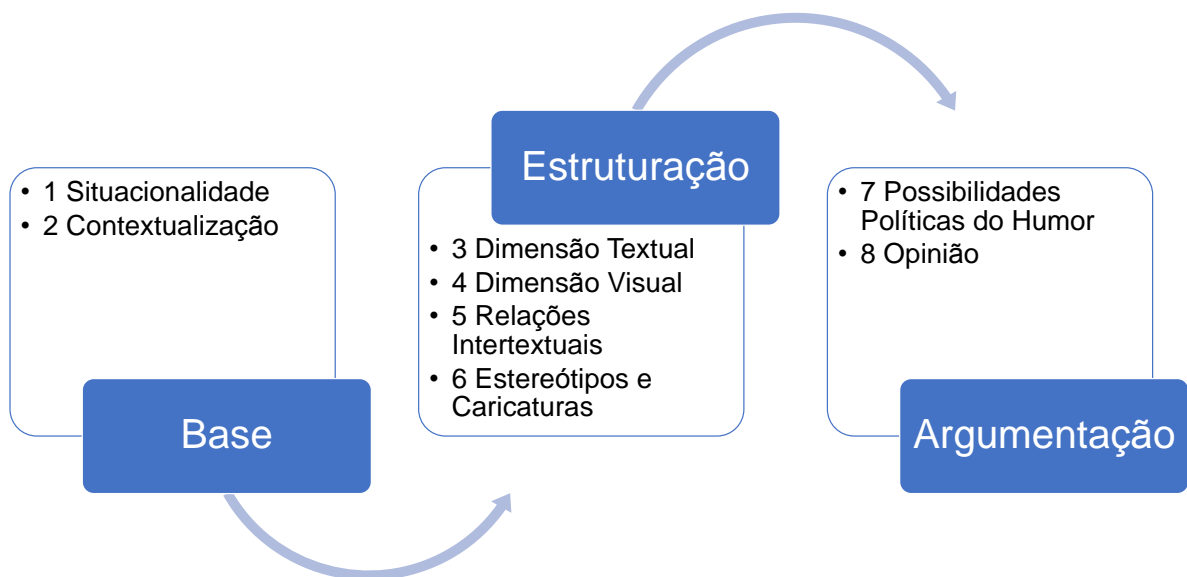 • 1 Situacionalidade
• 2 Contextualização
Base
Estruturação
• 3 Dimensão Textual
• 4 Dimensão Visual
• 5 Relações
Intertextuais
• 6 Estereótipos e
Caricaturas
• 7 Possibilidades
Políticas do Humor
• 8 Opinião
Argumentação